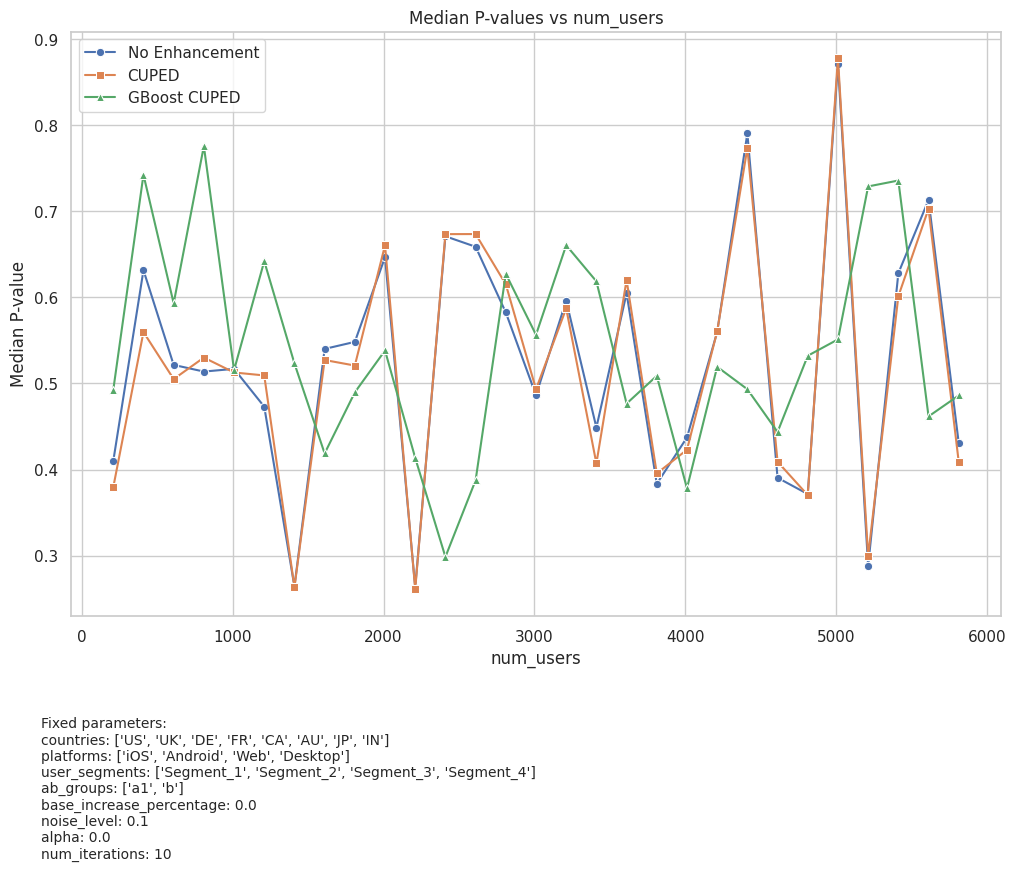 Median P-values vs num_users
No Enhancement
CUPED
GBoost CUPED
Median P-value
0.9
0.8
0.7
0.6
0.5
0.4
0.3
0
1000
2000
3000
4000
5000
6000
num_users
Fixed parameters:
countries: ['US', 'UK', 'DE', 'FR', 'CA', 'AU', 'JP', 'IN']
platforms: ['iOS', 'Android', 'Web', 'Desktop']
user_segments: ['Segment_1', 'Segment_2', 'Segment_3', 'Segment_4']
ab_groups: ['a1', 'b']
base_increase_percentage: 0.0
noise_level: 0.1
alpha: 0.0
num_iterations: 10